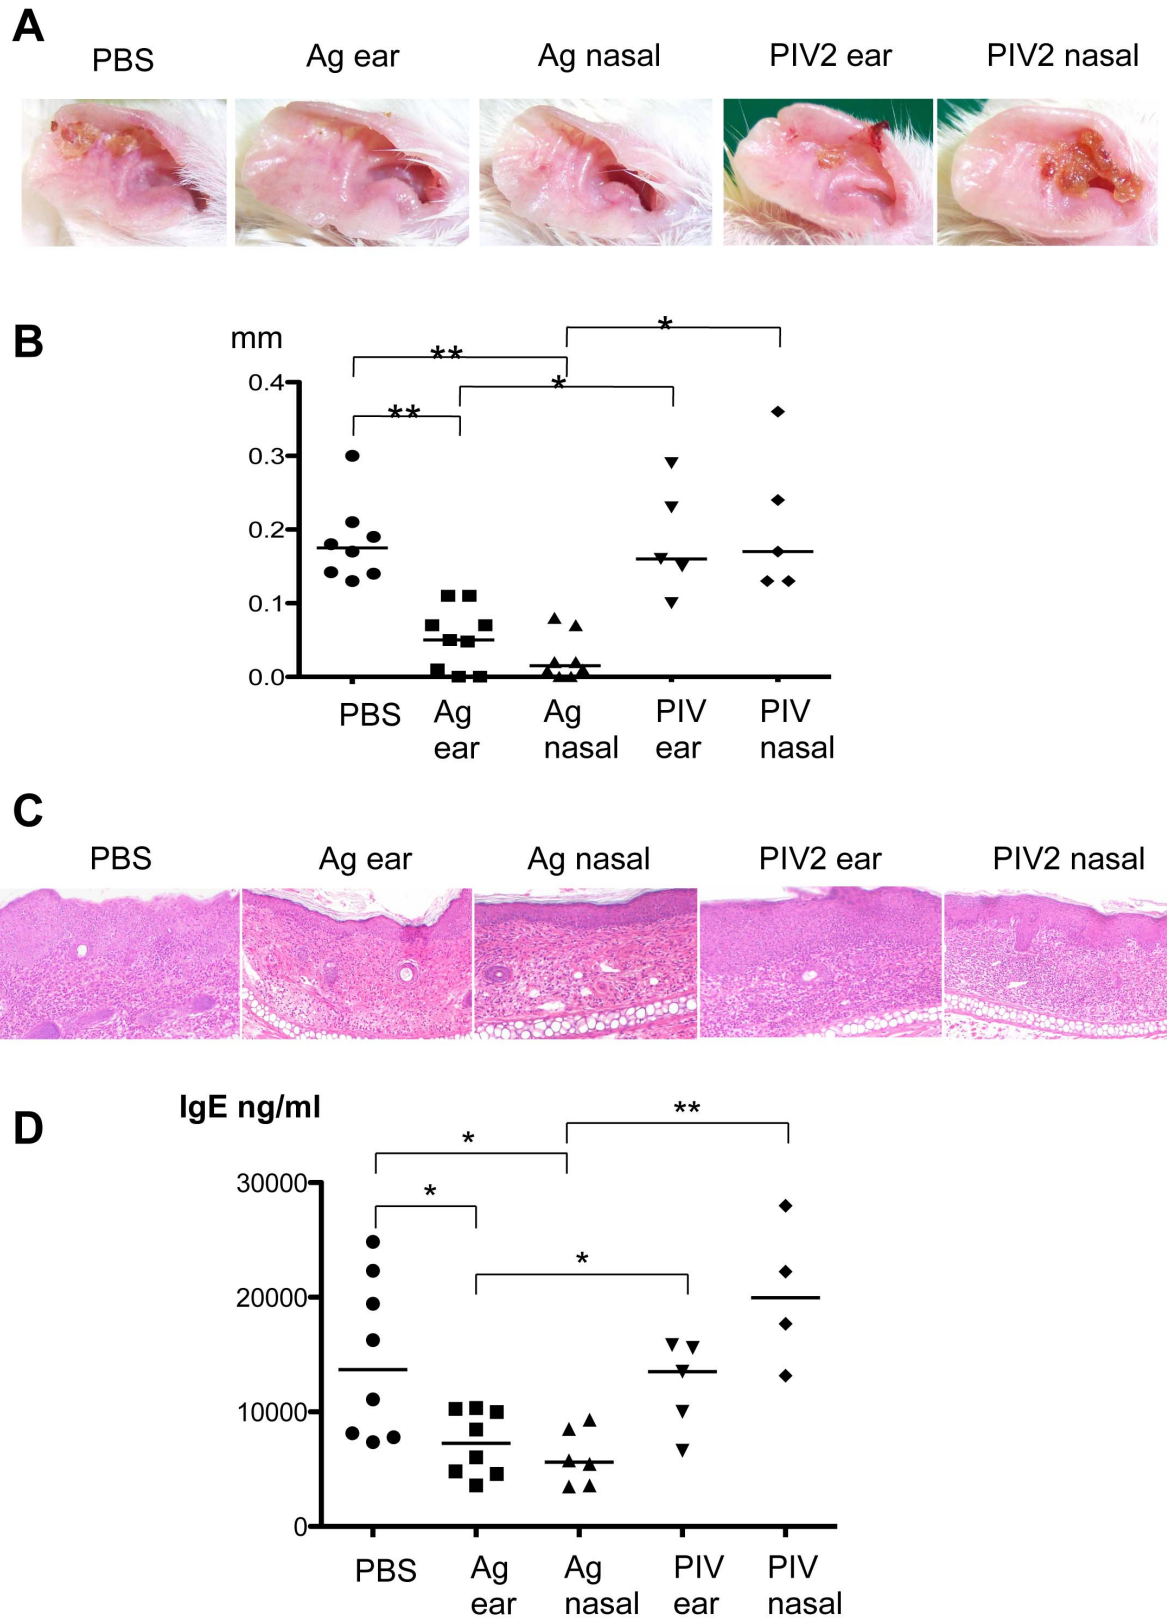 A
PBS
Ag ear
Ag nasal
PIV2 ear
PIV2 nasal
B
mm
**
*
*
**
0.4
0.3
0.2
0.1
0.0
PBS
Ag ear
Ag nasal
PIV ear
PIV nasal
C
PBS
Ag ear
Ag nasal
PIV2 ear
PIV2 nasal
D
IgE ng/ml
*
**
*
*
30000
20000
10000
0
PBS
Ag ear
Ag nasal
PIV ear
PIV nasal